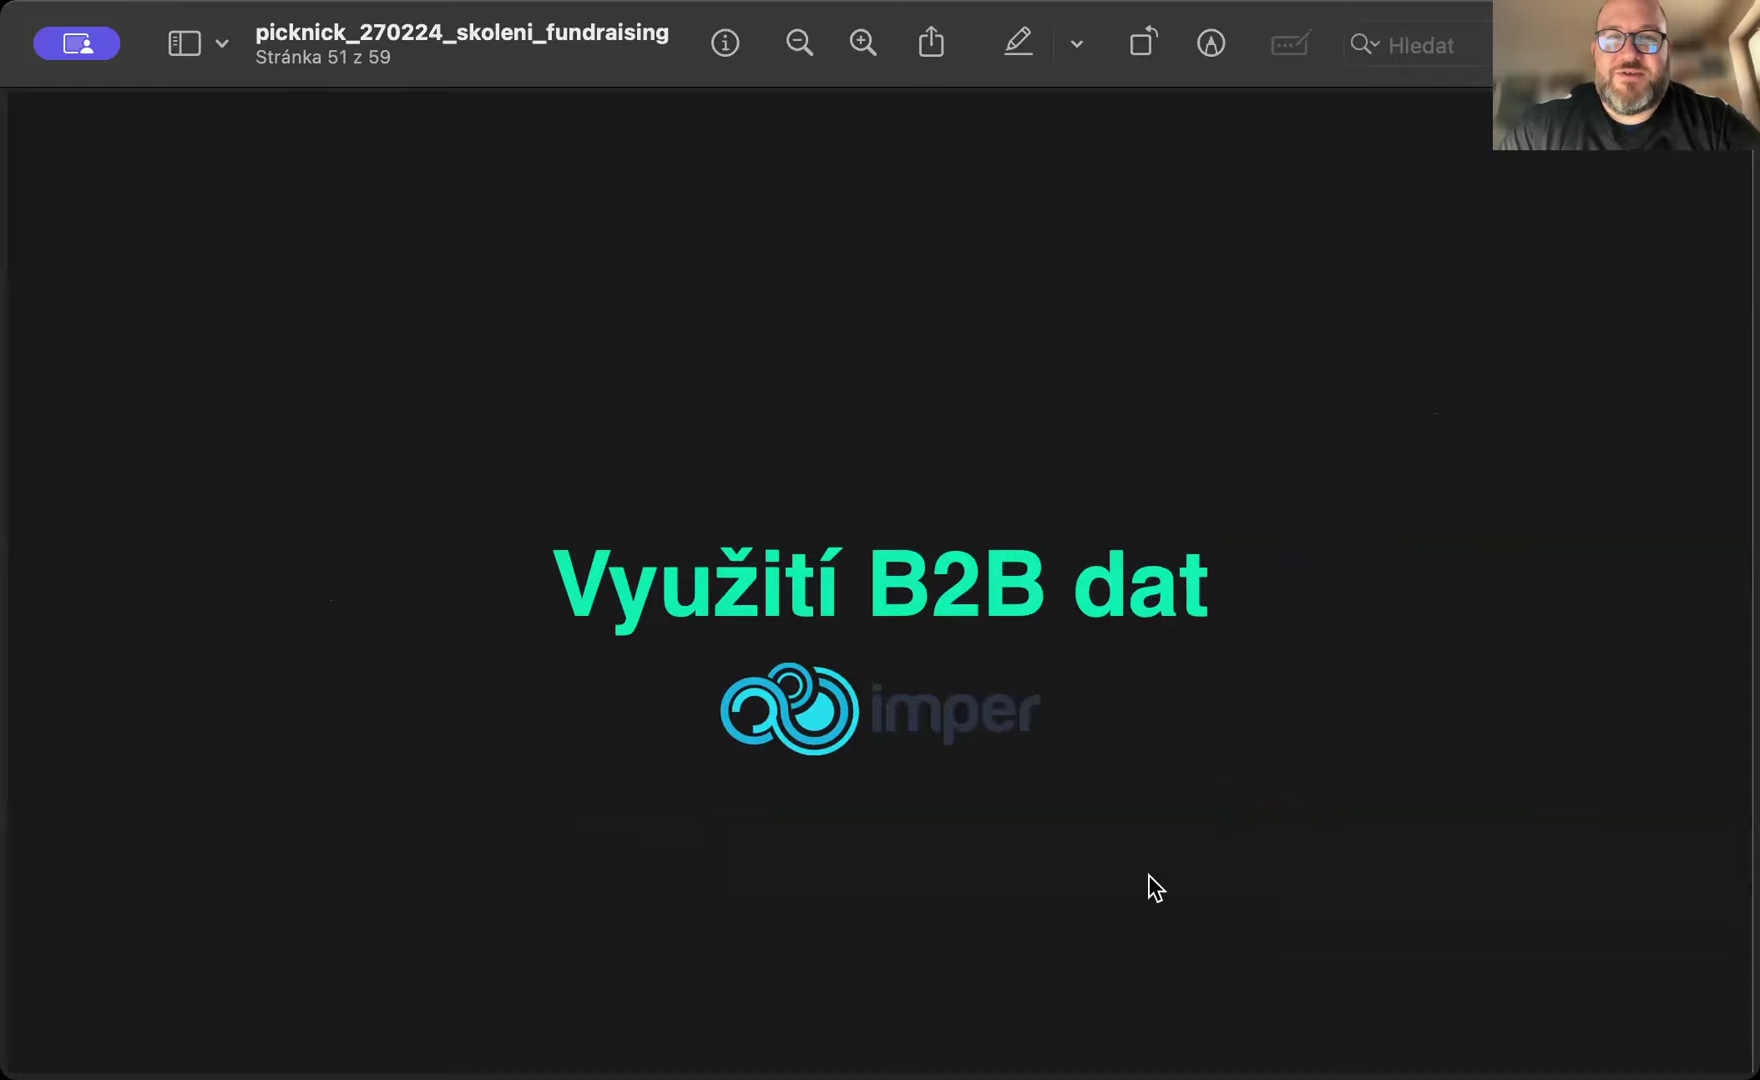 picknick_270224_skoleni_fundraising
Stránka 51 z 59
Hledat
Využití B2B dat
imper